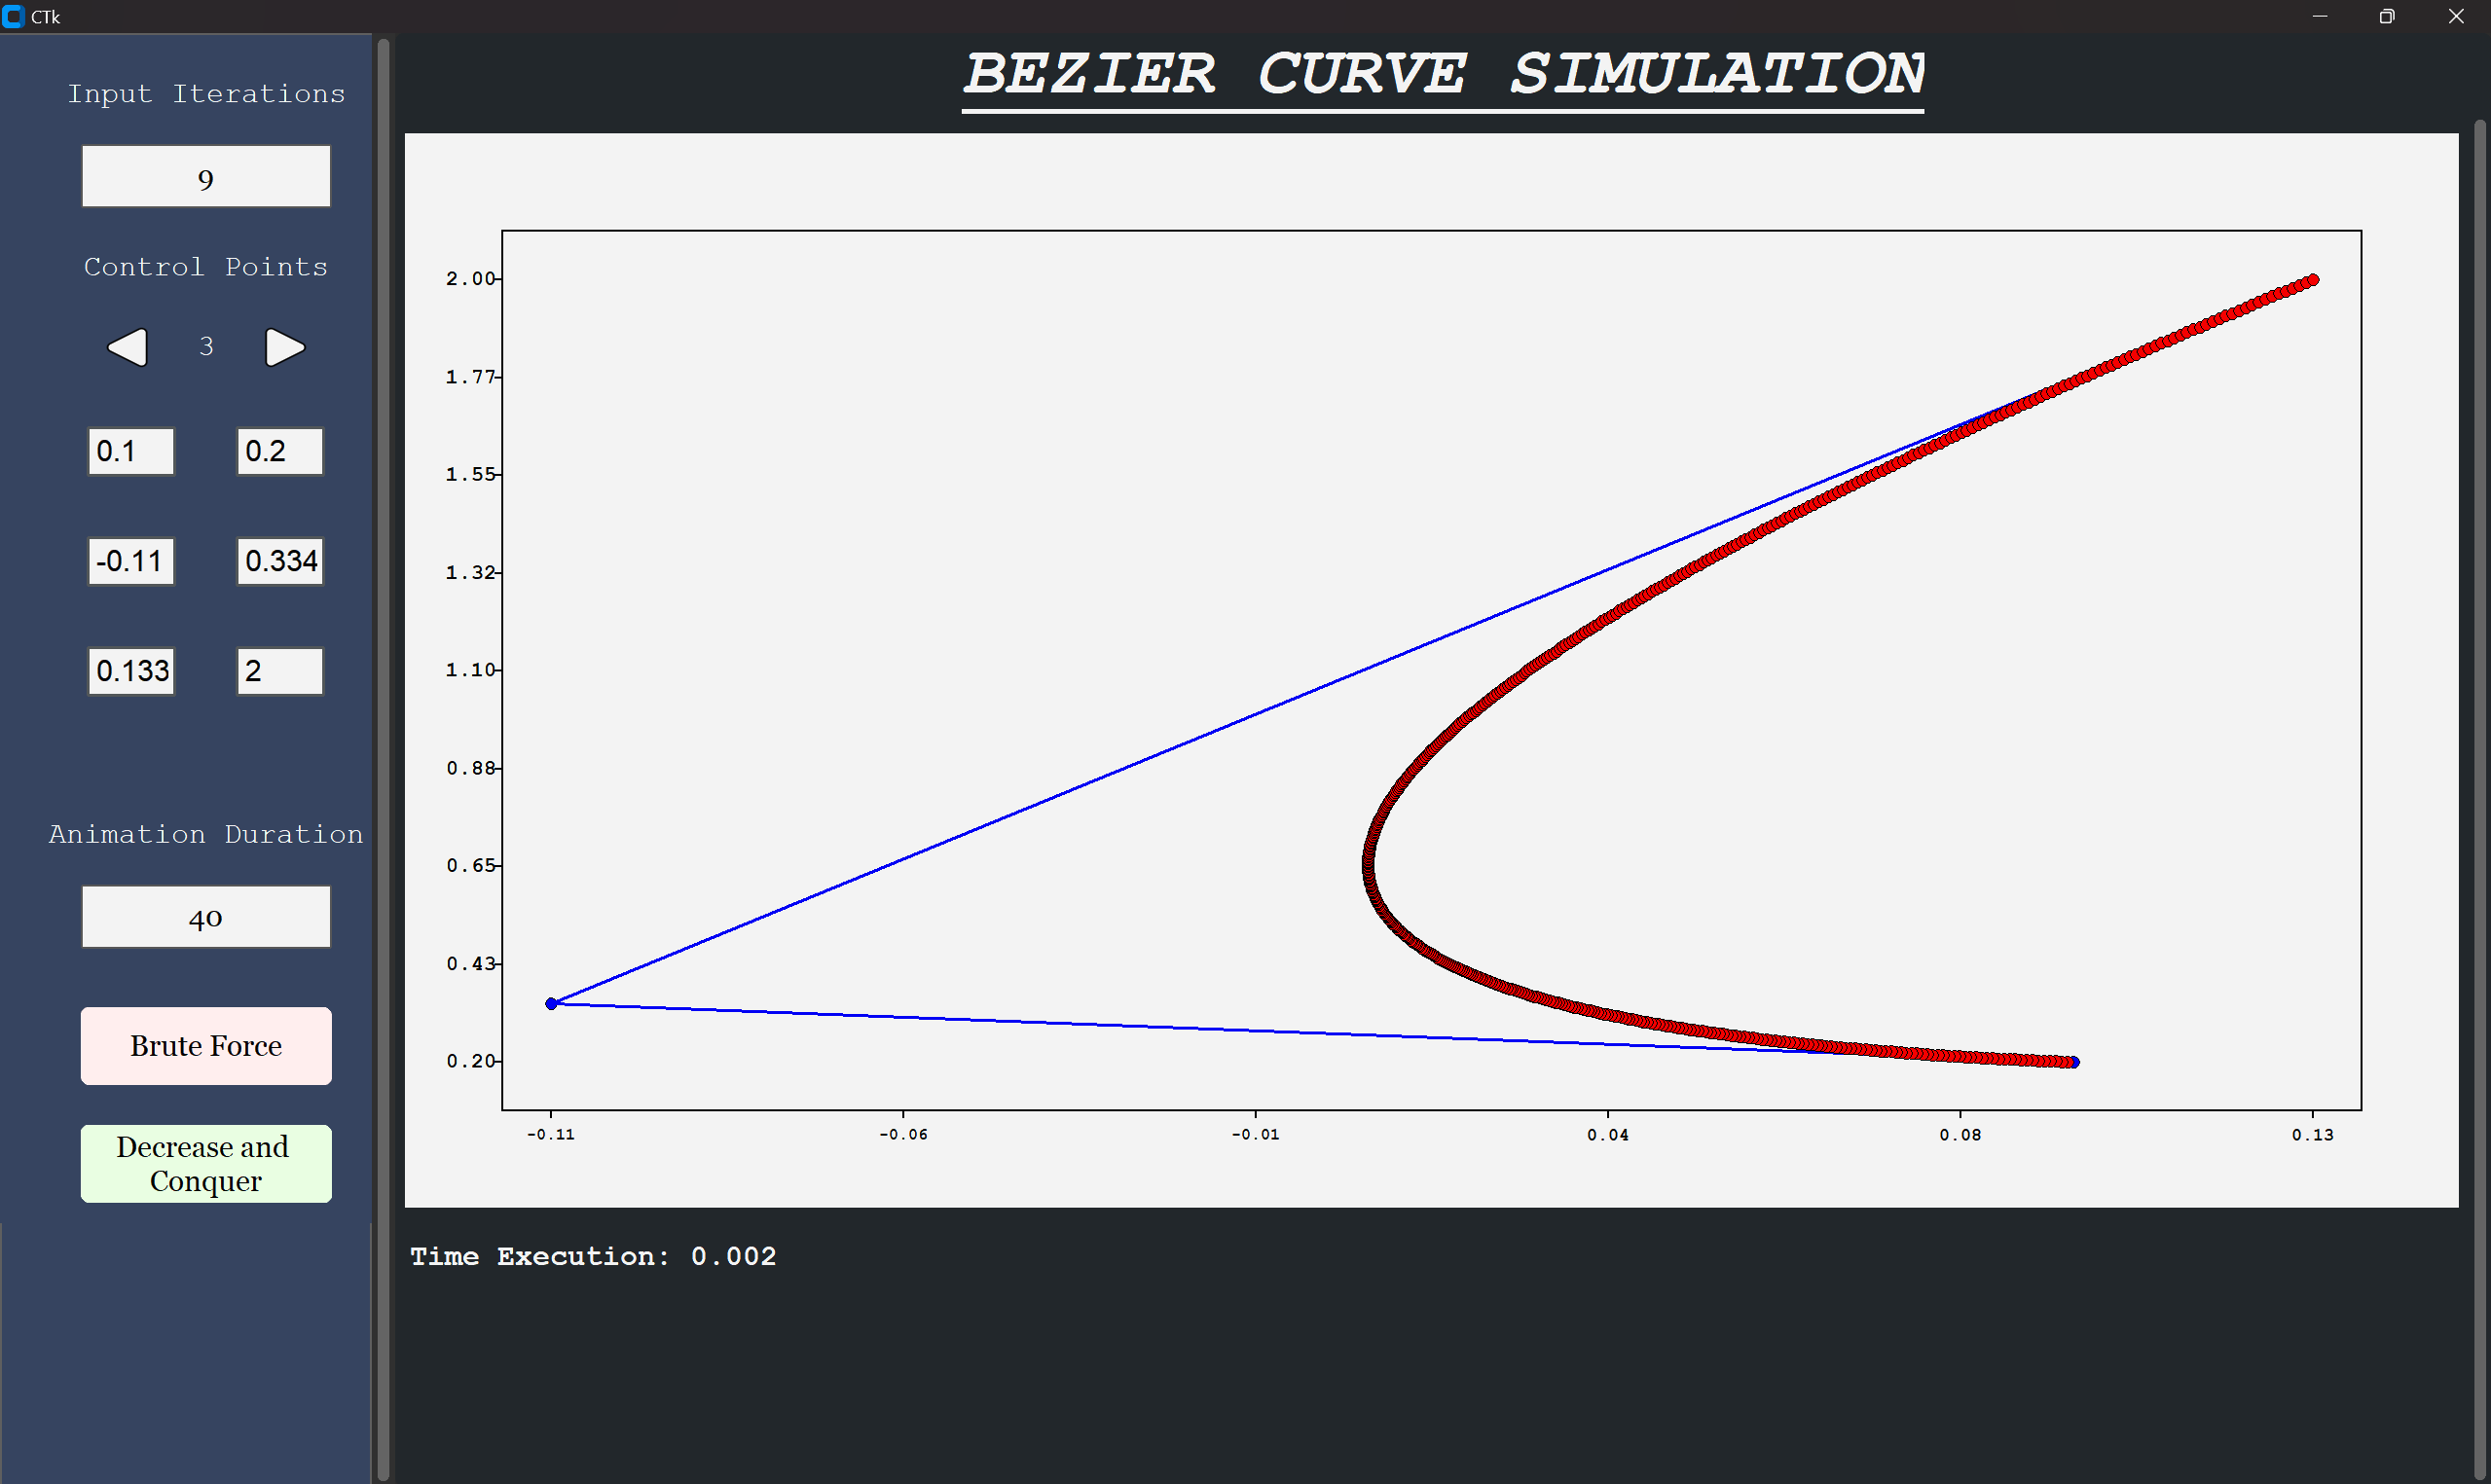 CTk
BEZIER CURVE SIMULATION
Input Iterations
9
Control Points
3
0.1 0.2
-0.11 0.334
0.133 2
Animation Duration
40
Brute Force
Decrease and
Conquer
2.00
1.77
1.55
1.32
1.10
0.88
0.65
0.43
0.20
-0.11 -0.06 -0.01 0.04 0.08 0.13
Time Execution: 0.002